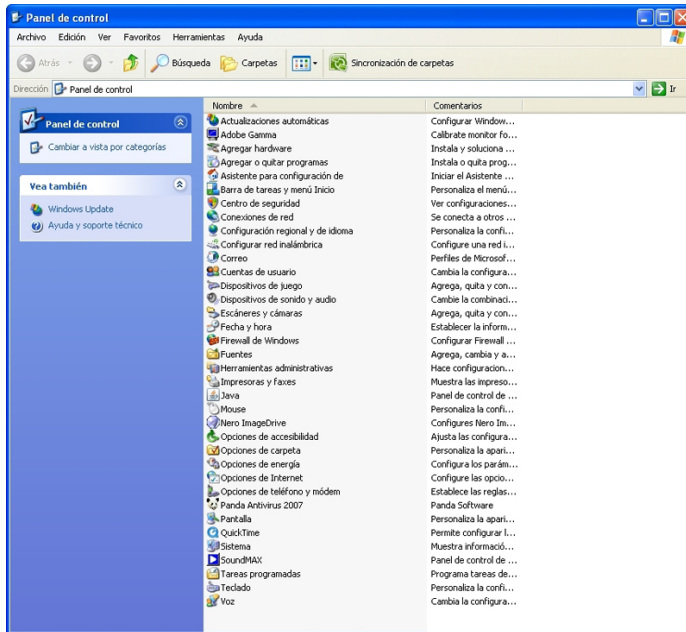 Panel de control
Archivo Edición Ver Favoritos Herramientas Ayuda
Atrás Búsqueda Carpetas Sincronización de carpetas
Dirección Panel de control Ir
Panel de control
Cambiar a vista por categorías
Vea también
Windows Update
Ayuda y soporte técnico
Nombre Comentarios
Actualizaciones automáticas Configurar Window...
Adobe Gamma Calibrate monitor fo...
Agregar hardware Instala y soluciona ...
Agregar o quitar programas Instala o quita prog...
Asistente para configuración de Iniciar el Asistente ...
Barra de tareas y menú Inicio Personaliza el menú...
Centro de seguridad Ver configuraciones...
Conexiones de red Se conecta a otros ...
Configuración regional y de idioma Personaliza la confi...
Configurar red inalámbrica Configure una red i...
Correo Perfiles de Microsof...
Cuentas de usuario Cambia la configura...
Dispositivos de juego Agrega, quita y con...
Dispositivos de sonido y audio Cambie la combinaci...
Escáneres y cámaras Agrega, quita y con...
Fecha y hora Establecer la inform...
Firewall de Windows Configurar Firewall ...
Fuentes Agrega, cambia y a...
Herramientas administrativas Hace configuracion...
Impresoras y faxes Muestra las impreso...
Java Panel de control de ...
Mouse Personaliza la confi...
Nero ImageDrive Configures Nero Im...
Opciones de accesibilidad Ajusta las configura...
Opciones de carpeta Personaliza la apari...
Opciones de energía Configura los parám...
Opciones de Internet Configure las opcio...
Opciones de teléfono y módem Establece las reglas...
Panda Antivirus 2007 Panda Software
Pantalla Personaliza la apari...
QuickTime Permite configurar l...
Sistema Muestra informació...
SoundMAX Panel de control de ...
Tareas programadas Programa tareas de...
Teclado Personaliza la confi...
Voz Cambia la configura...